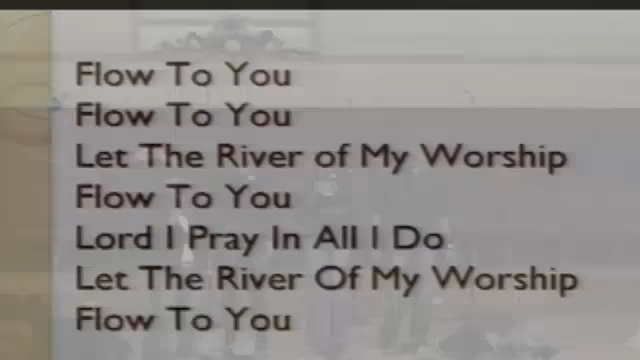 Flow To You
Flow To You
Let The River of My Worship
Flow To You
Lord I Pray In All I Do
Let The River Of My Worship
Flow To You